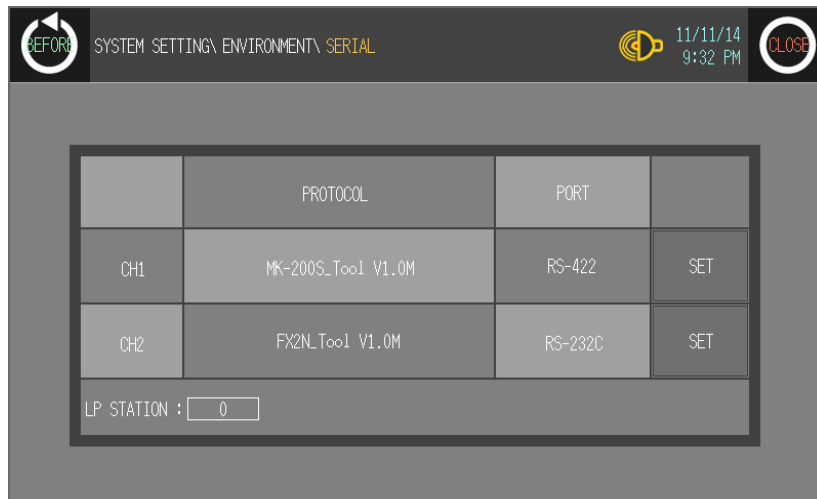 BEFORE SYSTEM SETTING\ ENVIRONMENT\ SERIAL 11/11/14 CLOSE
9:32 PM
PROTOCOL PORT
CH1 MK-200S_Tool V1.0M RS-422 SET
CH2 FX2N_Tool V1.0M RS-232C SET
LP STATION : 0